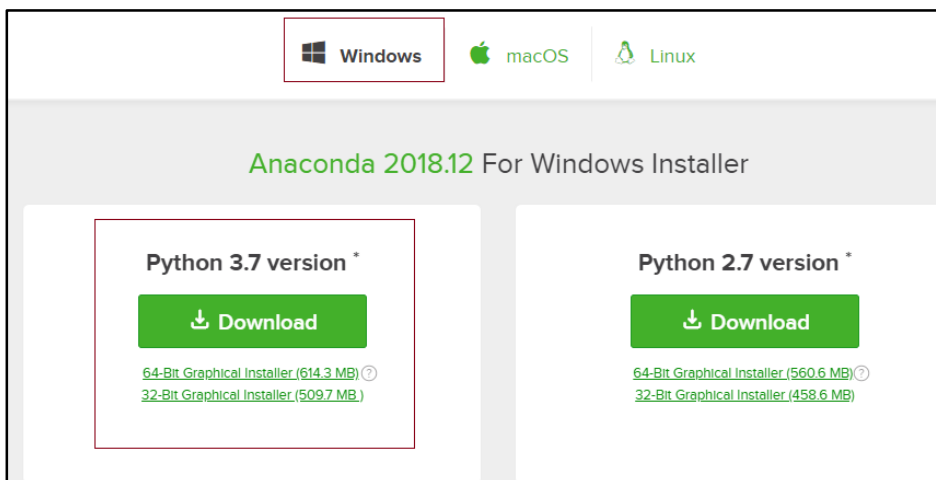 Windows macOS Linux
Anaconda 2018.12 For Windows Installer
Python 3.7 version *
Download
64-Bit Graphical Installer (614.3 MB) ?
32-Bit Graphical Installer (509.7 MB )
Python 2.7 version *
Download
64-Bit Graphical Installer (560.6 MB) ?
32-Bit Graphical Installer (458.6 MB)